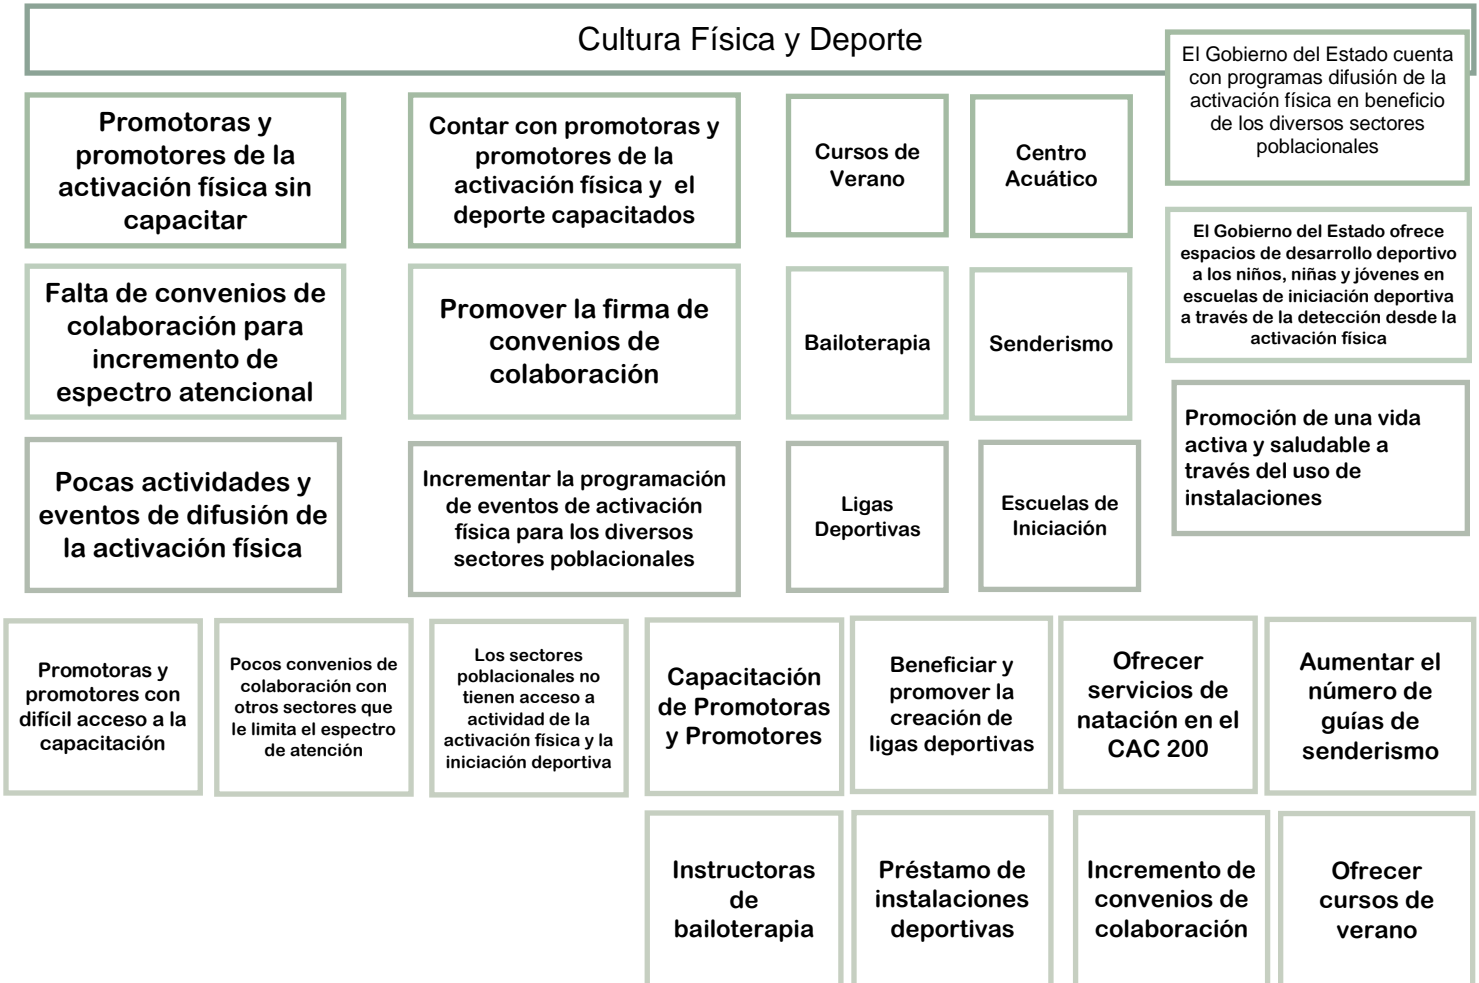 Cultura Física y Deporte
El Gobierno del Estado cuenta
con programas difusión de la
activación física en beneficio
de los diversos sectores
poblacionales
Promotoras y
promotores de la
activación física sin
capacitar
Contar con promotoras y
promotores de la
activación física y el
deporte capacitados
Cursos de
Verano
Centro
Acuático
El Gobierno del Estado ofrece
espacios de desarrollo deportivo
a los niños, niñas y jóvenes en
escuelas de iniciación deportiva
a través de la detección desde la
activación física
Falta de convenios de
colaboración para
incremento de
espectro atencional
Promover la firma de
convenios de
colaboración
Bailoterapia
Senderismo
Promoción de una vida
activa y saludable a
través del uso de
instalaciones
Pocas actividades y
eventos de difusión de
la activación física
Incrementar la programación
de eventos de activación
física para los diversos
sectores poblacionales
Ligas
Deportivas
Escuelas de
Iniciación
Promotoras y
promotores con
difícil acceso a la
capacitación
Pocos convenios de
colaboración con
otros sectores que
le limita el espectro
de atención
Los sectores
poblacionales no
tienen acceso a
actividad de la
activación física y la
iniciación deportiva
Capacitación
de Promotoras
y Promotores
Beneficiar y
promover la
creación de
ligas deportivas
Ofrecer
servicios de
natación en el
CAC 200
Aumentar el
número de
guías de
senderismo
Instructoras
de
bailoterapia
Préstamo de
instalaciones
deportivas
Incremento de
convenios de
colaboración
Ofrecer
cursos de
verano